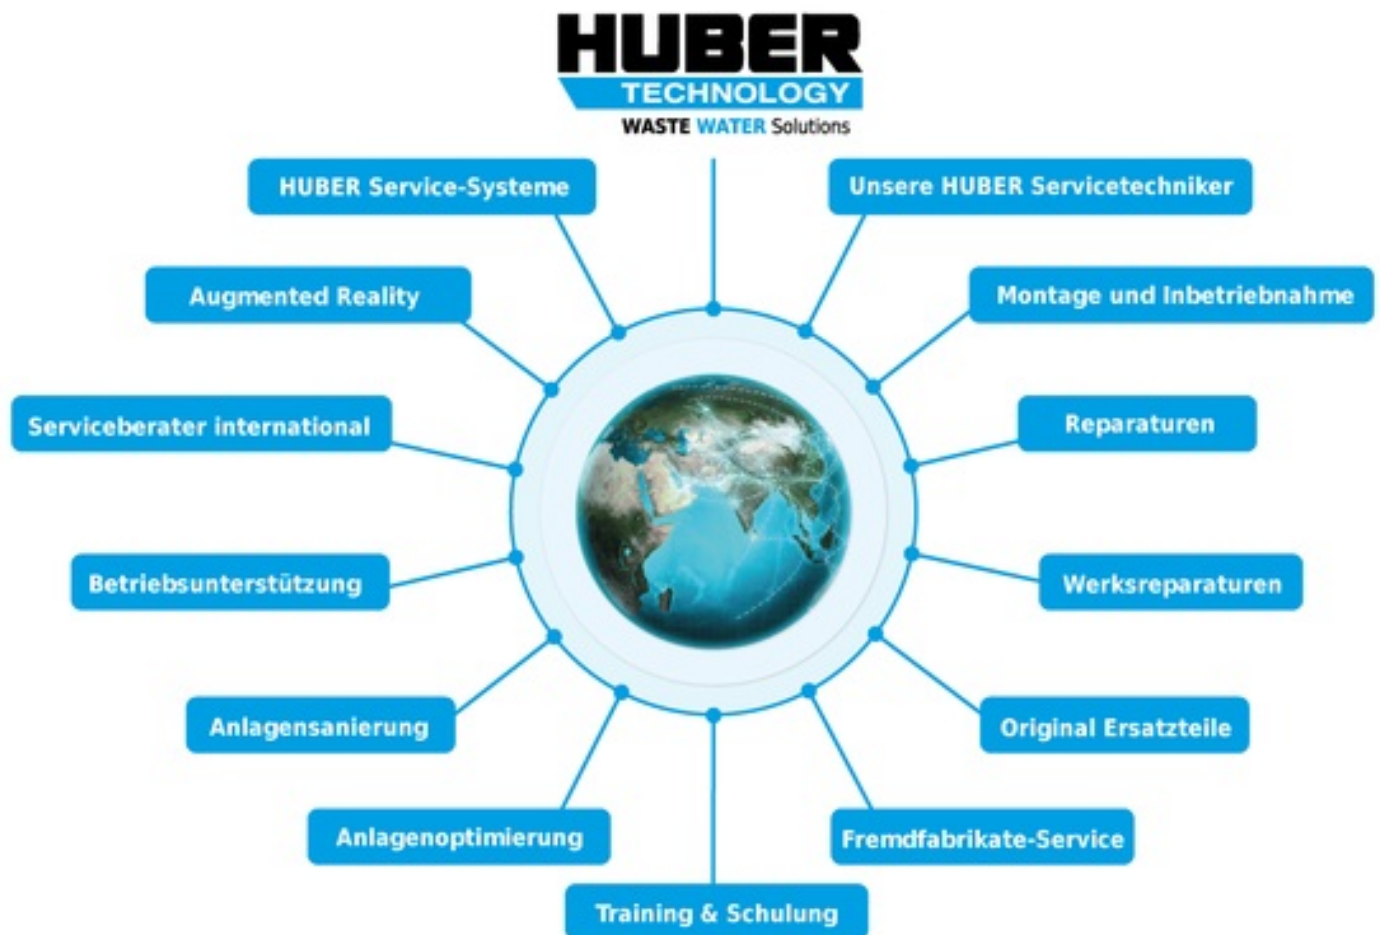 HUBER
TECHNOLOGY
WASTE WATER Solutions
HUBER Service-Systeme
Unsere HUBER Servicetechniker
Augmented Reality
Montage und Inbetriebnahme
Serviceberater international
Reparaturen
Betriebsunterstützung
Werksreparaturen
Anlagensanierung
Original Ersatzteile
Anlagenoptimierung
Fremdfabrikate-Service
Training & Schulung